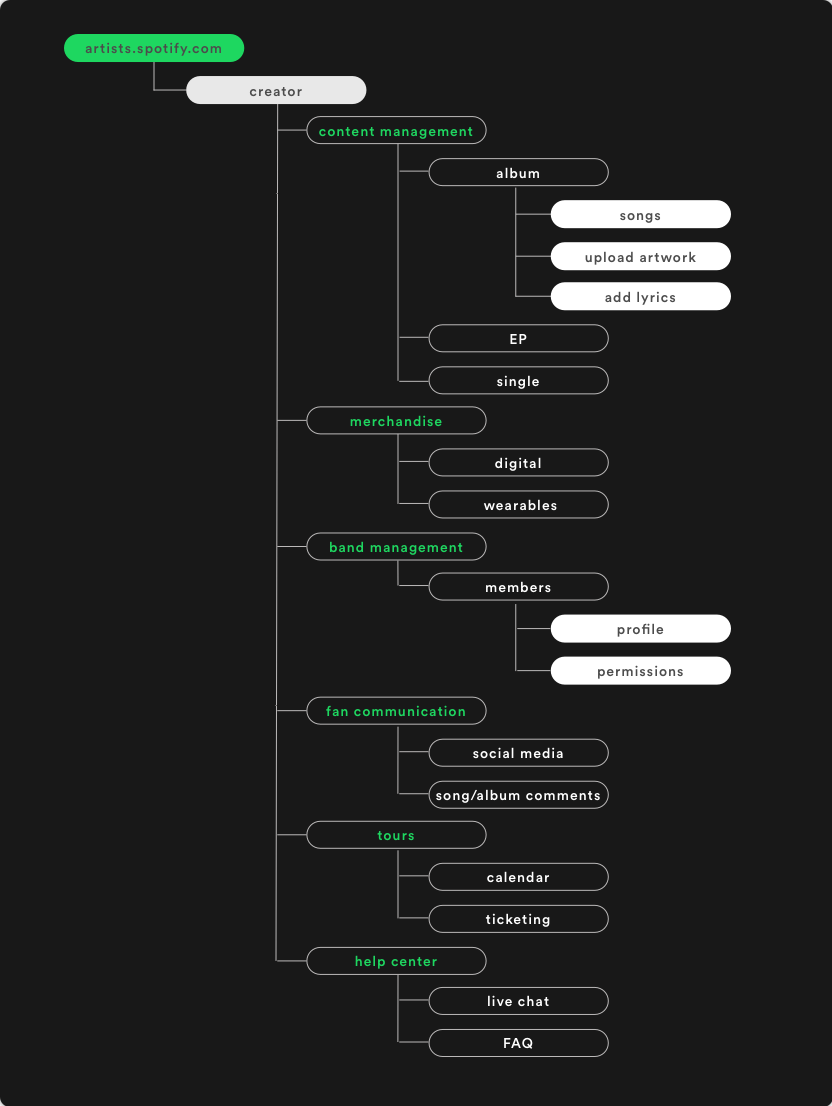 artists.spotify.com
creator
content management
album
songs
upload artwork
add lyrics
EP
single
merchandise
digital
wearables
band management
members
profile
permissions
fan communication
social media
song/album comments
tours
calendar
ticketing
help center
live chat
FAQ